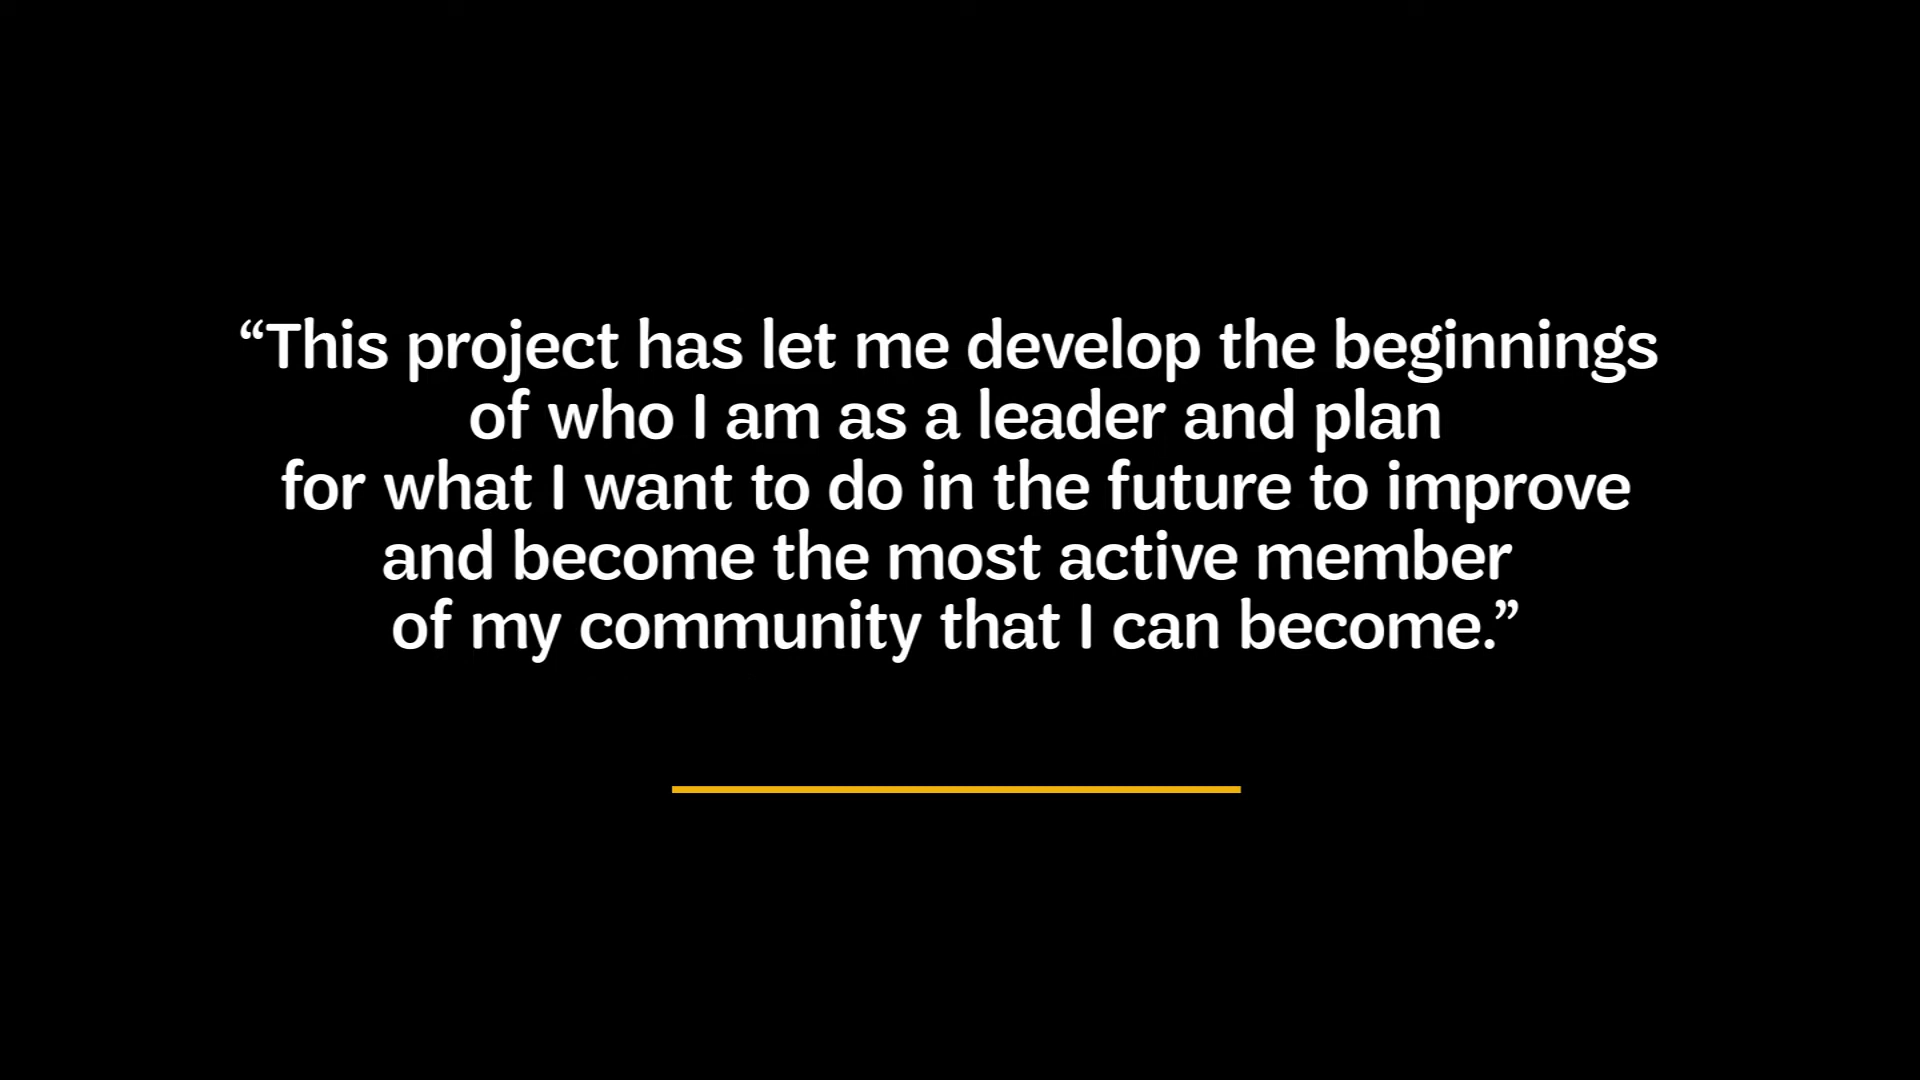 “This project has let me develop the beginnings
of who I am as a leader and plan
for what I want to do in the future to improve
and become the most active member
of my community that I can become.”